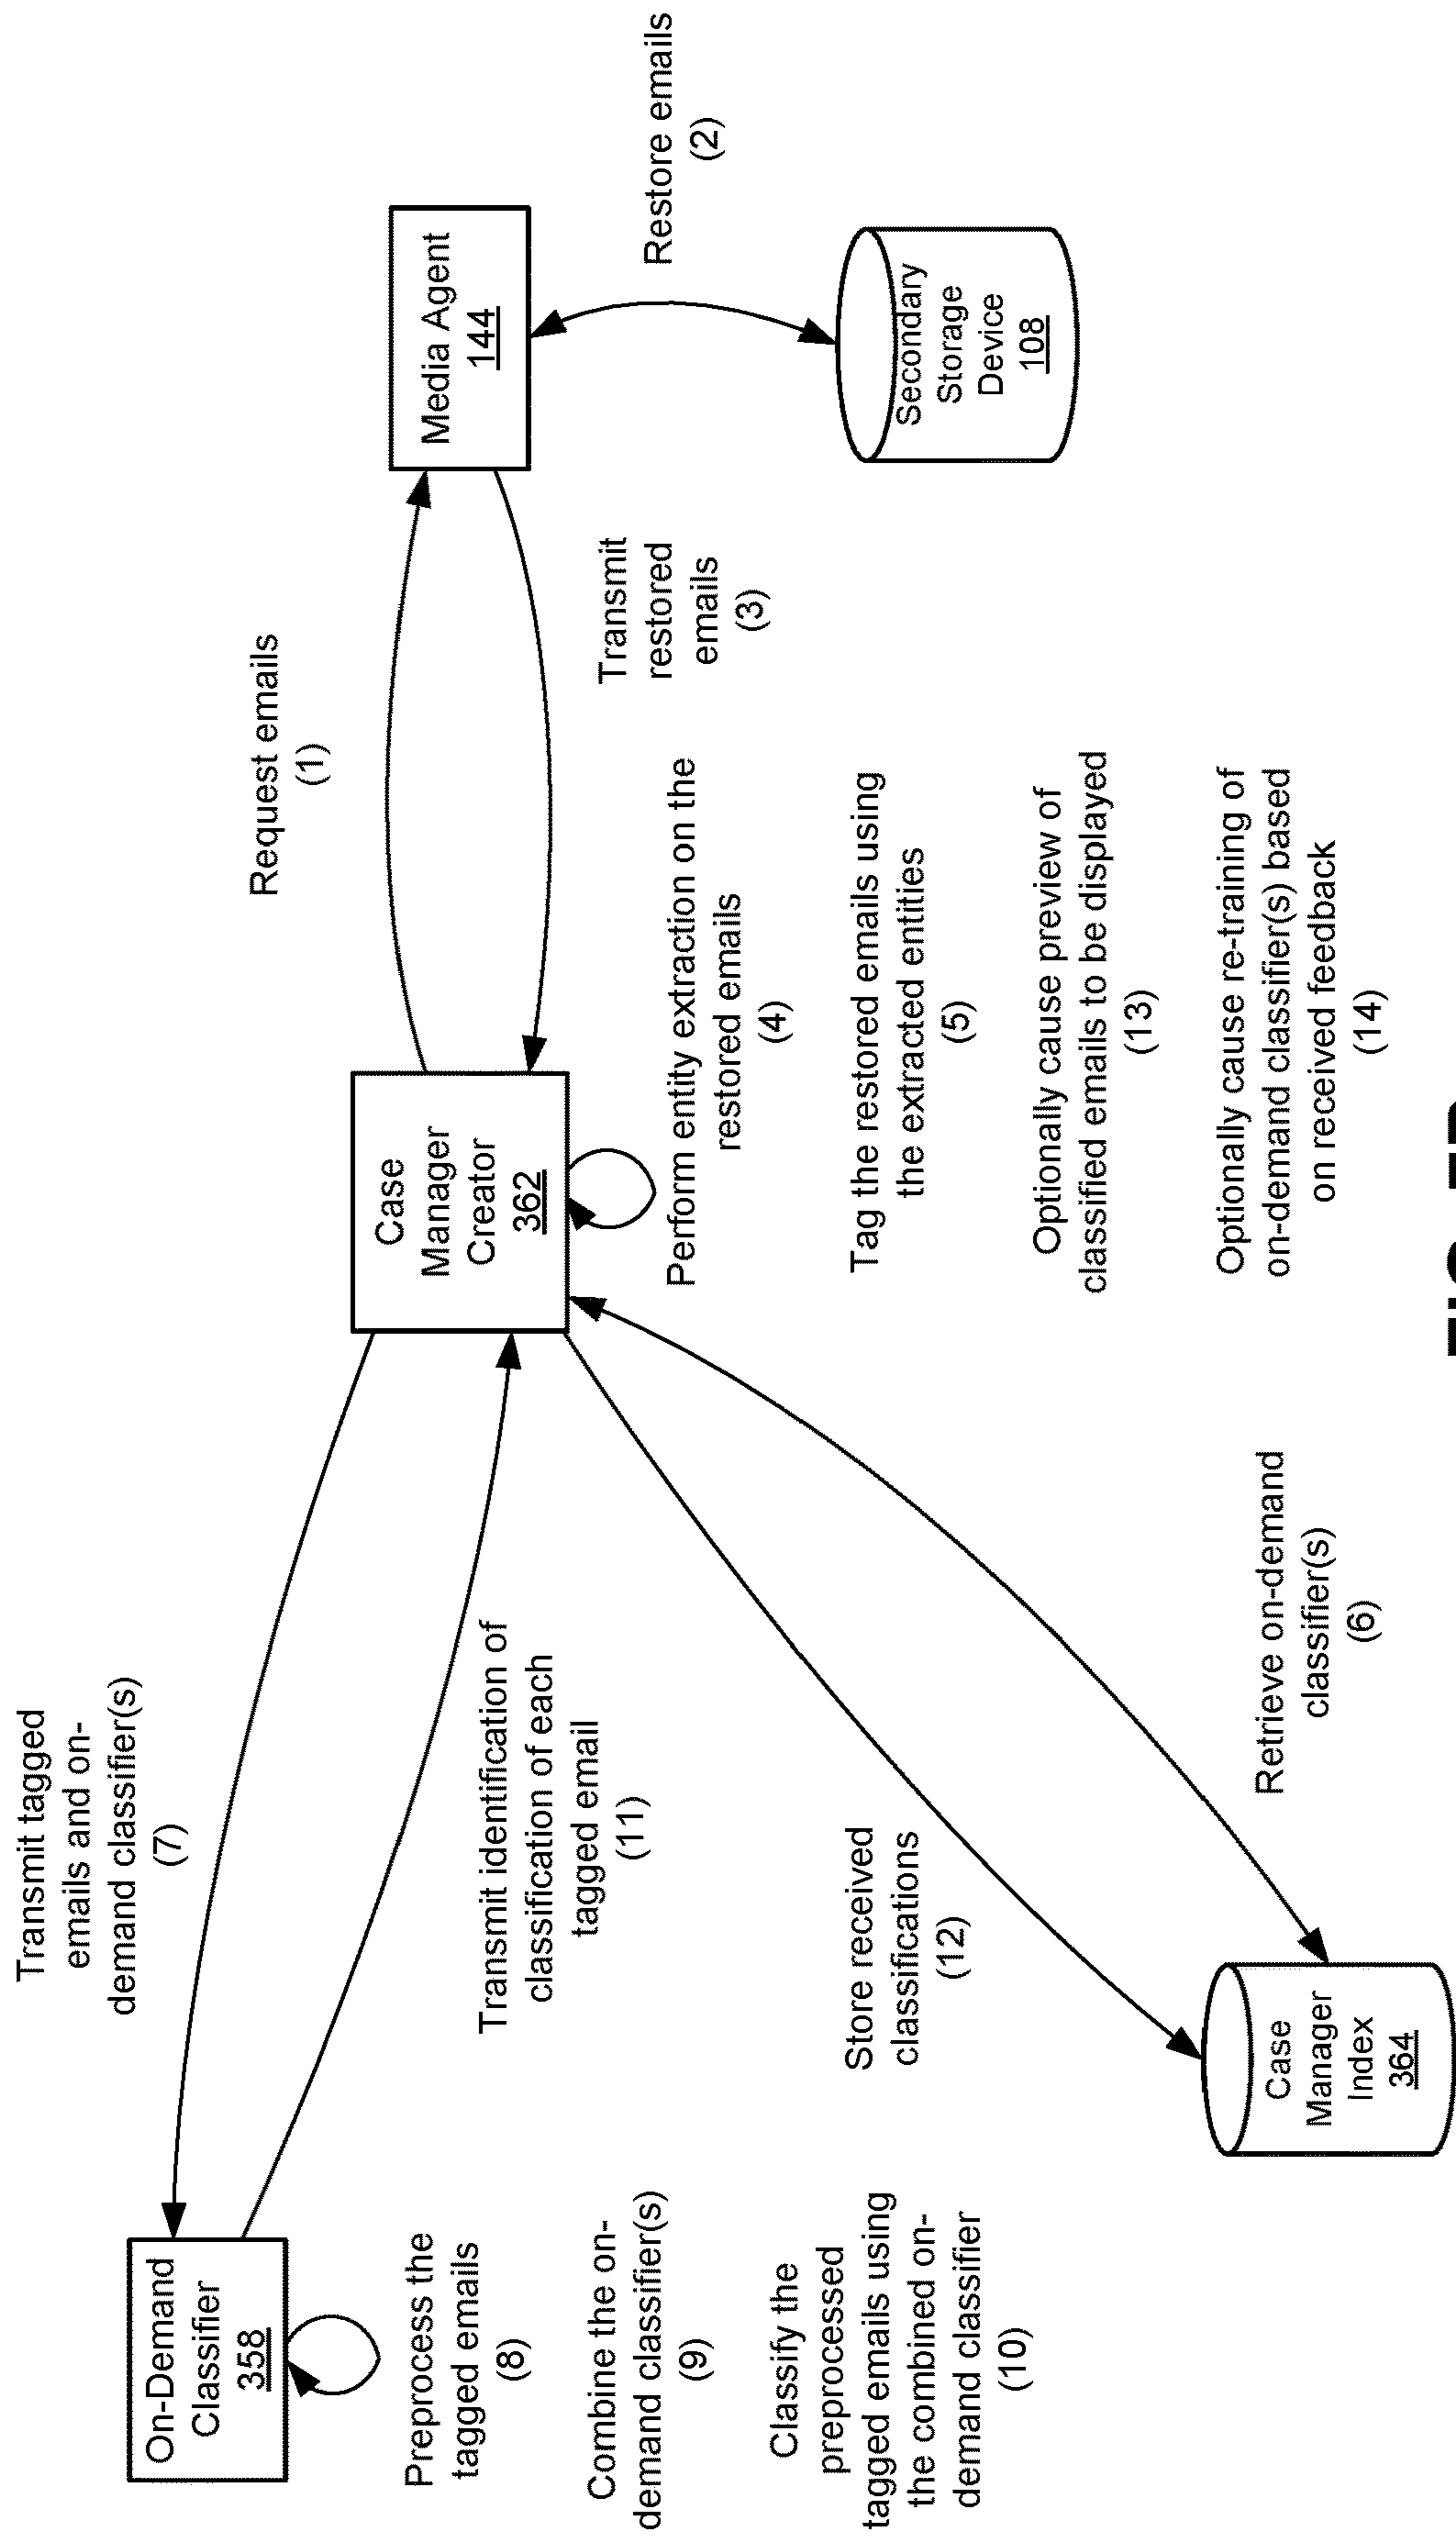 Transmit tagged
emails and on-
demand classifier(s)
(7)
Request emails
(1)
On-Demand
Classifier
358
Case
Manager
Creator
362
Media Agent
144
Restore emails
(2)
Transmit
restored
emails
(3)
Secondary
Storage
Device
108
Transmit identification of
classification of each
tagged email
(11)
Perform entity extraction on the
restored emails
(4)
Tag the restored emails using
the extracted entities
(5)
Optionally cause preview of
classified emails to be displayed
(13)
Optionally cause re-training of
on-demand classifier(s) based
on received feedback
(14)
Preprocess the
tagged emails
(8)
Combine the on-
demand classifier(s)
(9)
Classify the
preprocessed
tagged emails using
the combined on-
demand classifier
(10)
Store received
classifications
(12)
Retrieve on-demand
classifier(s)
(6)
Case
Manager
Index
364